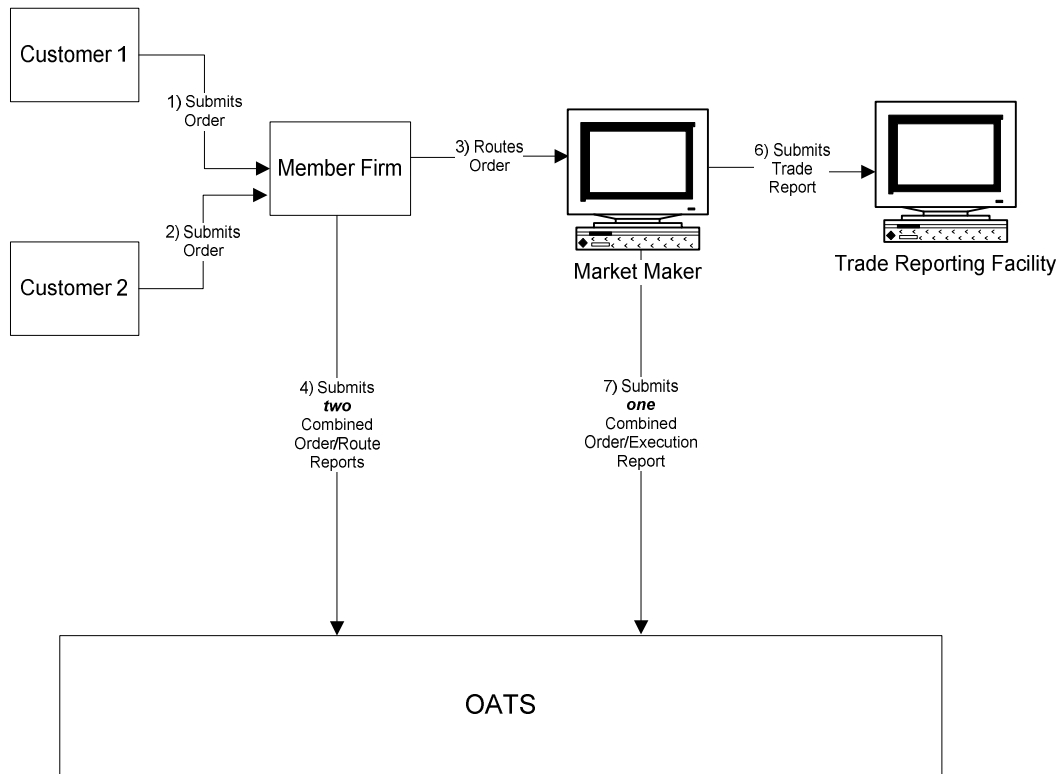 Customer 1
1) Submits
Order
Member Firm
2) Submits
Order
Customer 2
3) Routes
Order
Market Maker
6) Submits
Trade
Report
Trade Reporting Facility
4) Submits
two
Combined
Order/Route
Reports
7) Submits
one
Combined
Order/Execution
Report
OATS